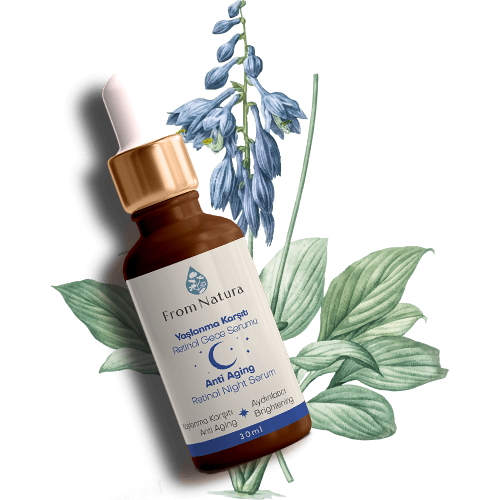 From Natura
Yaşlanma Karşıtı
Retinol Gece Serumu
Anti Aging
Retinol Night Serum
Yaşlanma Karşıtı
Anti Aging
Aydınlatıcı
Brightening
30ml